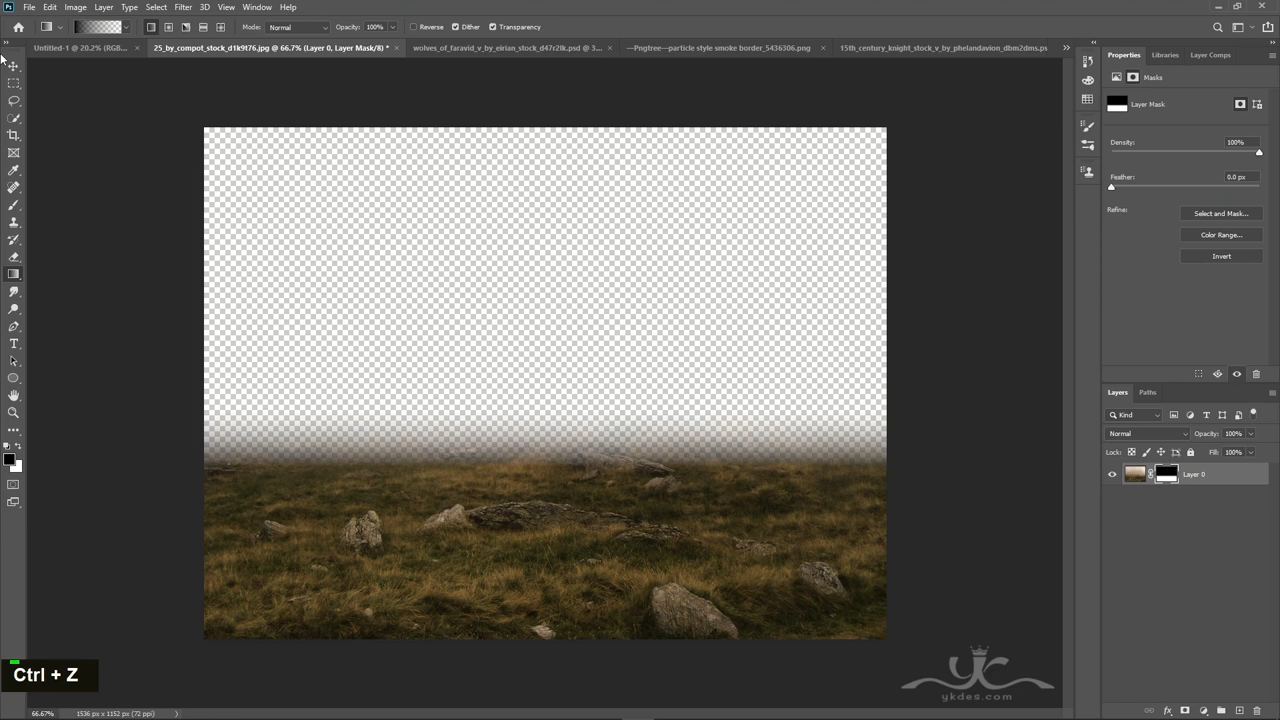 File Edit Image Layer Type Select Filter 3D View Window Help
Mode: Normal Opacity: 100% Reverse Dither Transparency
Untitled-1 @ 20.2% (RGB... × 25_by_compot_stock_d1k9t76.jpg @ 66.7% (Layer 0, Layer Mask/8) * × wolves_of_faravid_v_by_eirian_stock_d47r2lk.psd @ 3... × —Pngtree—particle style smoke border_5436306.png × 15th_century_knight_stock_v_by_phelandavion_dbm2dms.ps
Properties Libraries Layer Comps
Masks
Layer Mask
Density: 100%
Feather: 0.0 px
Refine: Select and Mask...
Color Range...
Invert
Layers Paths
Kind
Normal Opacity: 100%
Lock: Fill: 100%
Layer 0
Ctrl + Z
yc
ykdes.com
66.67% 1536 px x 1152 px (72 ppi)